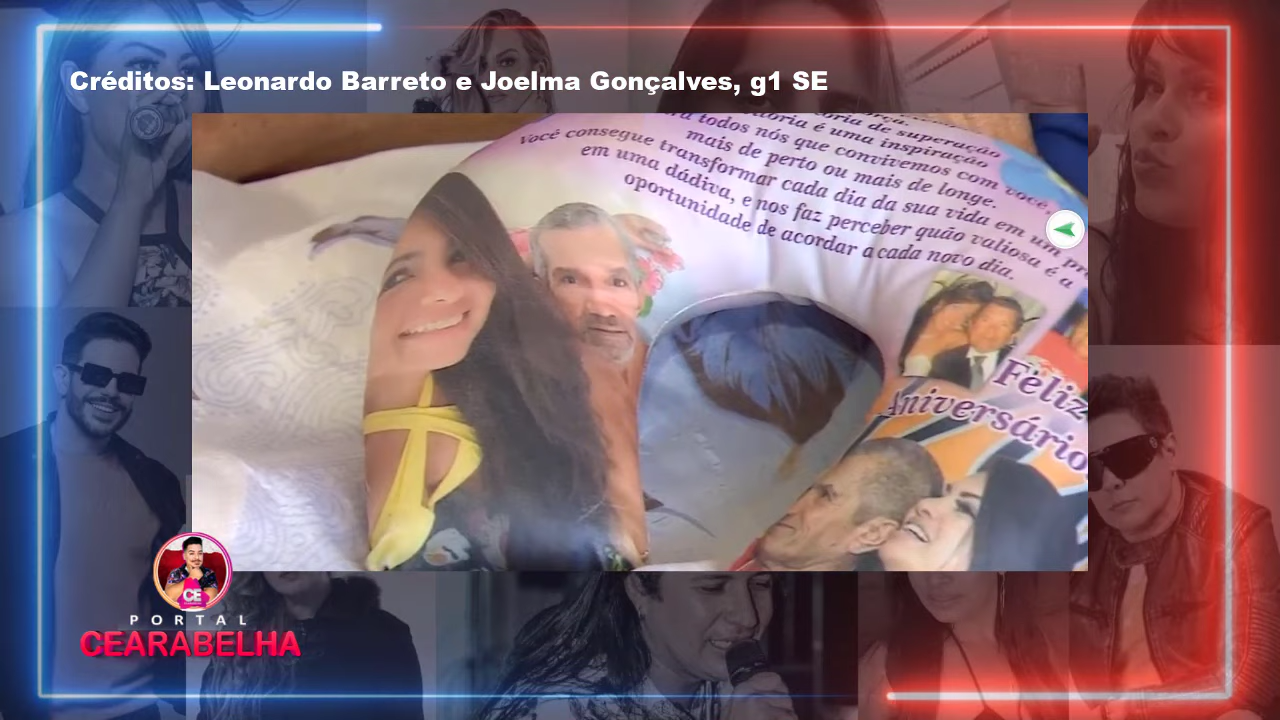 Créditos: Leonardo Barreto e Joelma Gonçalves, g1 SE
de superação
é uma inspiração
todos nós que convivemos com você,
mais de perto ou mais de longe.
Você consegue transformar cada dia da sua vida em um
em uma dádiva, e nos faz perceber quão valiosa é a
oportunidade de acordar a cada novo dia.
Feliz
Aniversário
CE
PORTAL
CEARABELHA